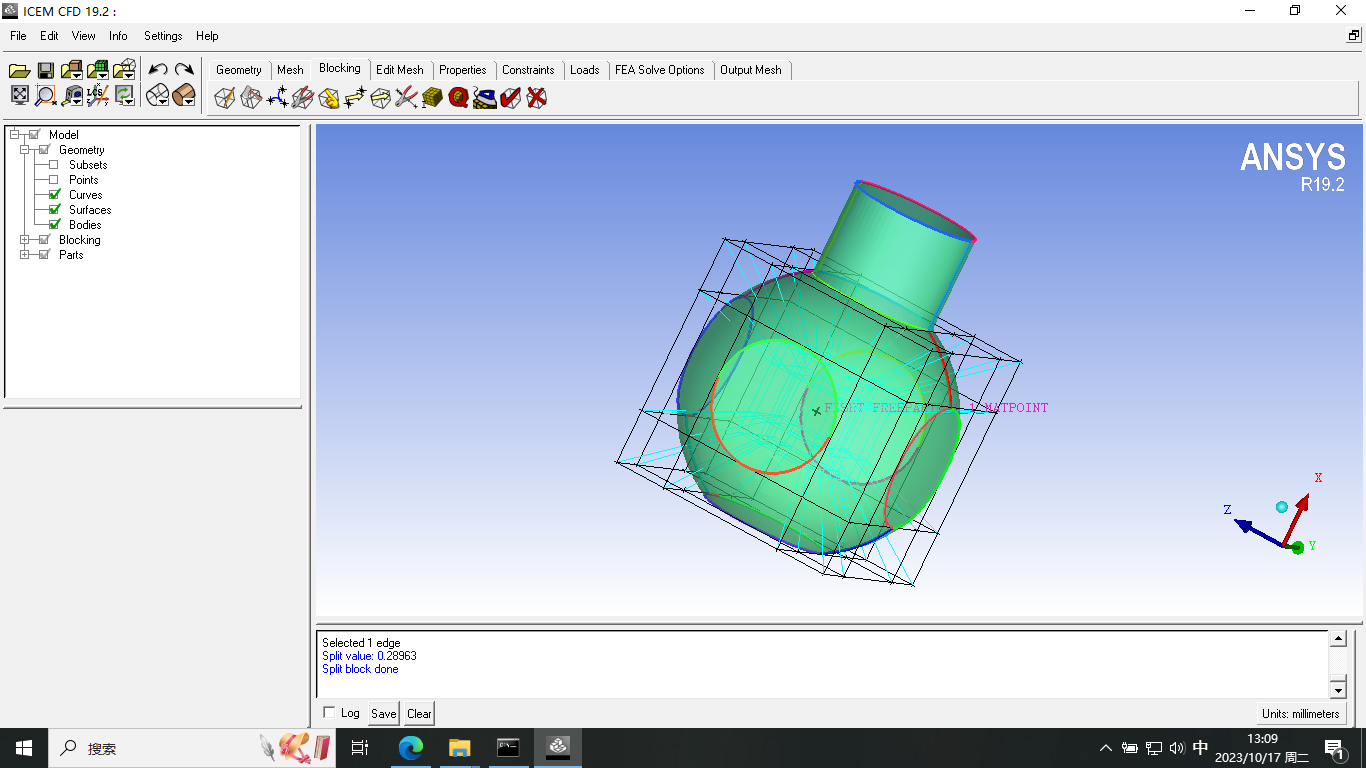 ICEM CFD 19.2 :
File Edit View Info Settings Help
Geometry Mesh Blocking Edit Mesh Properties Constraints Loads FEA Solve Options Output Mesh
Model
Geometry
Subsets
Points
Curves
Surfaces
Bodies
Blocking
Parts
ANSYS
R19.2
MATPOINT
X
Z
Y
Selected 1 edge
Split value: 0.28963
Split block done
Log Save Clear
Units: millimeters
搜索
中
13:09
2023/10/17 周二
1